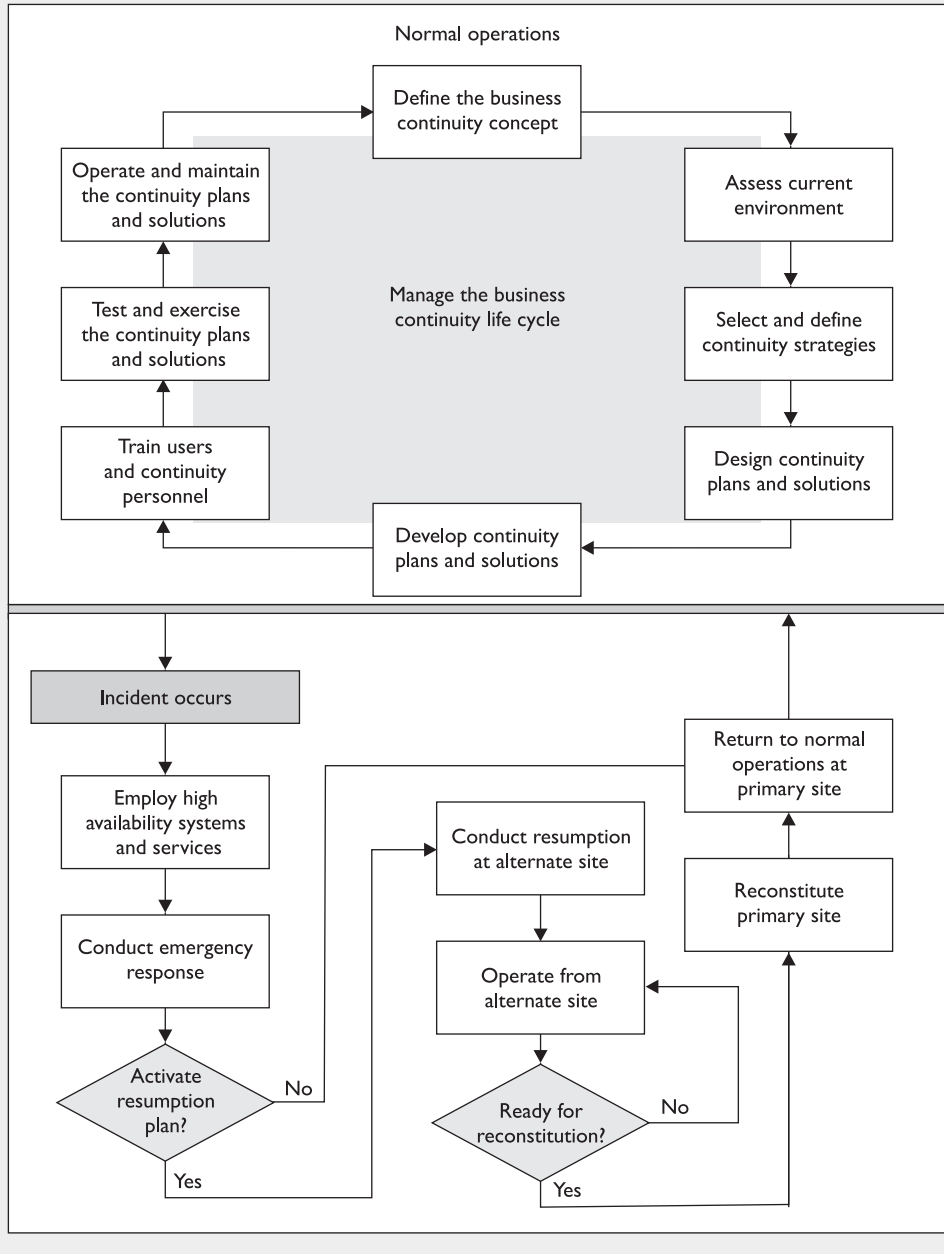 Normal operations
Define the business
continuity concept
Operate and maintain
the continuity plans
and solutions
Assess current
environment
Manage the business
continuity life cycle
Test and exercise
the continuity plans
and solutions
Select and define
continuity strategies
Train users
and continuity
personnel
Design continuity
plans and solutions
Develop continuity
plans and solutions
Incident occurs
Employ high
availability systems
and services
Conduct emergency
response
Activate
resumption
plan?
No
Yes
Conduct resumption
at alternate site
Operate from
alternate site
Ready for
reconstitution?
No
Yes
Return to normal
operations at
primary site
Reconstitute
primary site